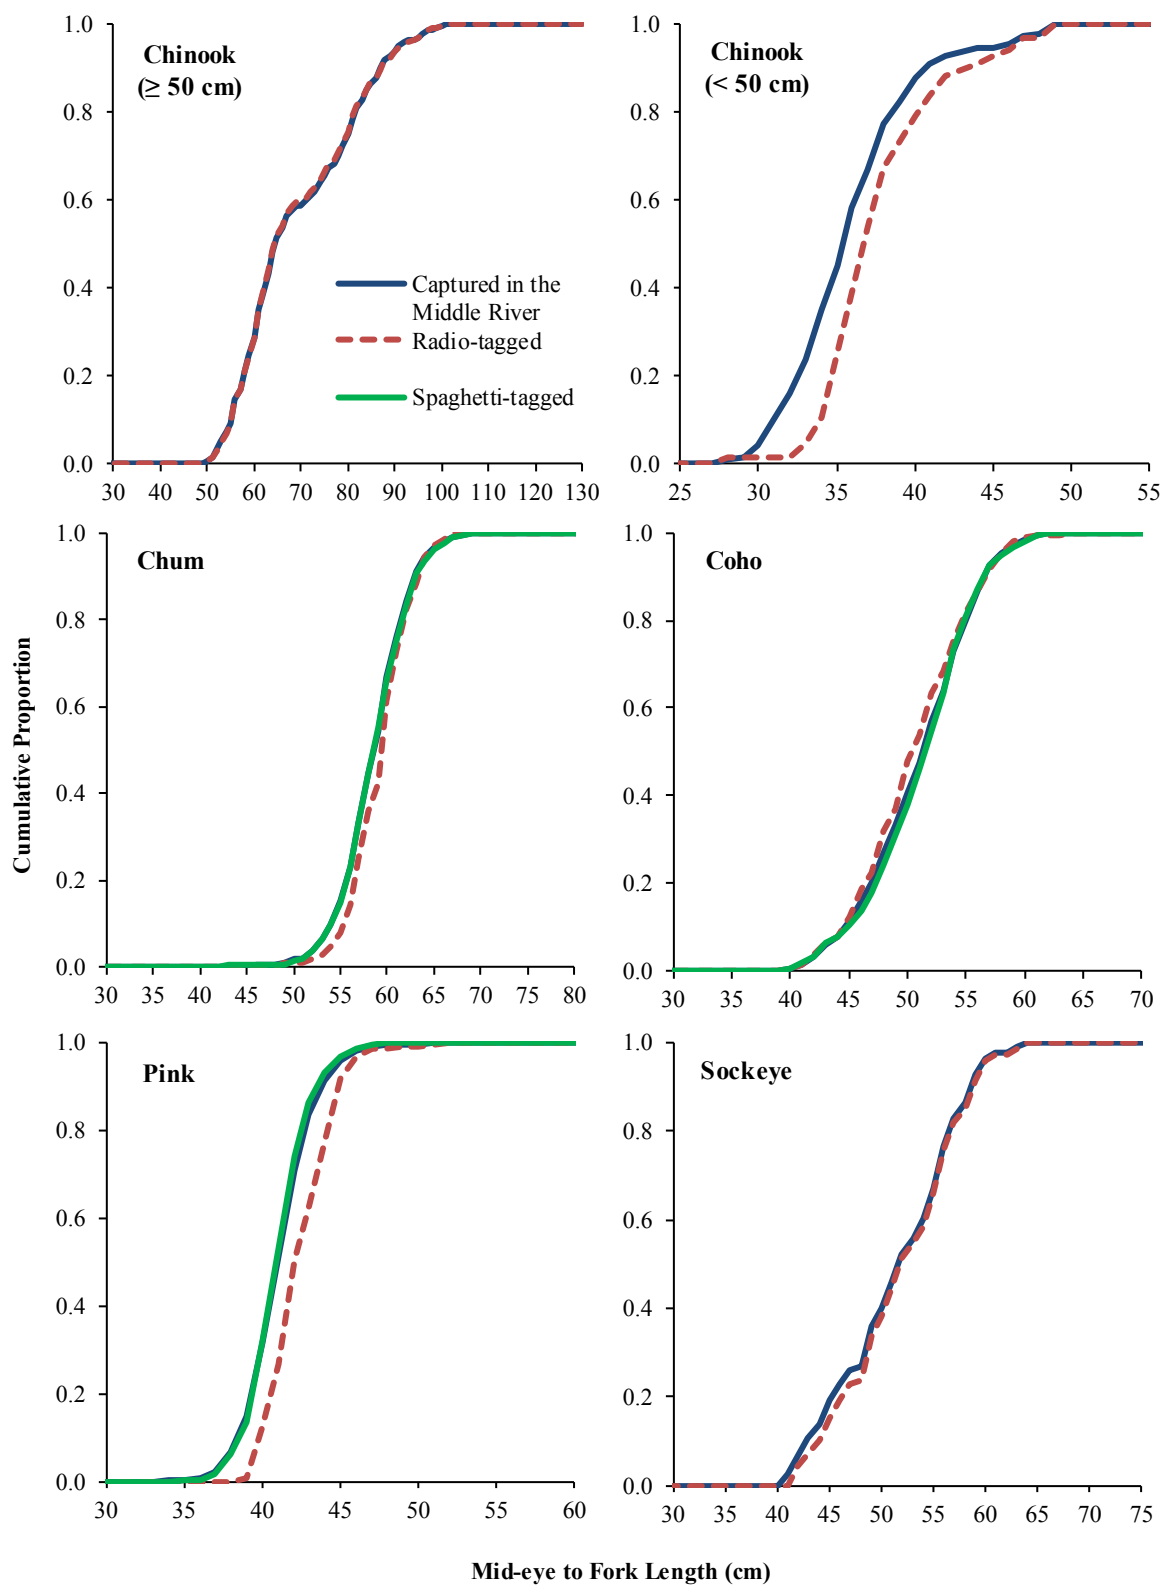 Chinook
(≥ 50 cm)
1.0
0.8
0.6
0.4
0.2
0.0
30 40 50 60 70 80 90 100 110 120 130
Captured in the
Middle River
Radio-tagged
Spaghetti-tagged
Chinook
(< 50 cm)
1.0
0.8
0.6
0.4
0.2
0.0
25 30 35 40 45 50 55
Chum
1.0
0.8
0.6
0.4
0.2
0.0
30 35 40 45 50 55 60 65 70 75 80
Coho
1.0
0.8
0.6
0.4
0.2
0.0
30 35 40 45 50 55 60 65 70
Cumulative Proportion
Pink
1.0
0.8
0.6
0.4
0.2
0.0
30 35 40 45 50 55 60
Sockeye
1.0
0.8
0.6
0.4
0.2
0.0
30 35 40 45 50 55 60 65 70 75
Mid-eye to Fork Length (cm)